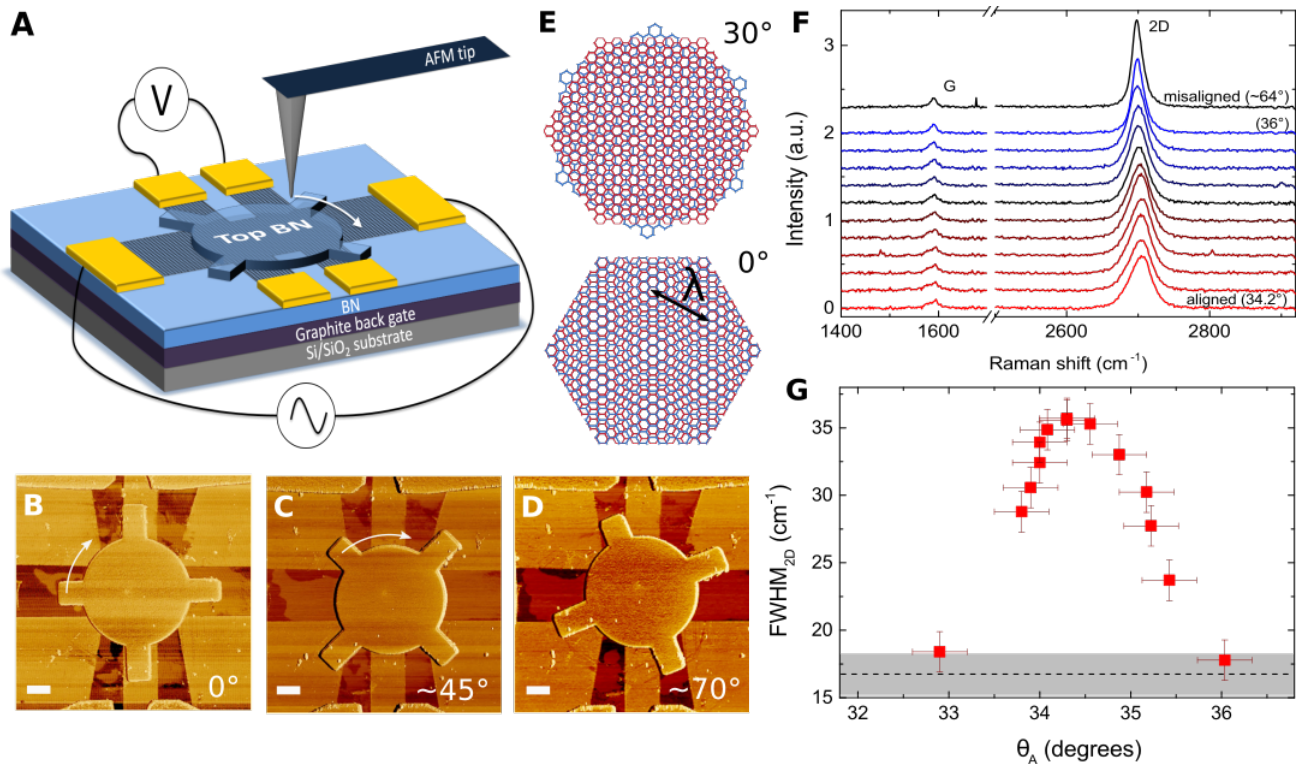 A
AFM tip
V
Top BN
BN
Graphite back gate
Si/SiO₂ substrate
B
0°
C
~45°
D
~70°
E
30°
0°
λ
F
3
2
1
0
Intensity (a.u.)
G
2D
misaligned (~64°)
(36°)
aligned (34.2°)
1400
1600
2600
2800
Raman shift (cm⁻¹)
G
35
30
25
20
15
FWHM₂D (cm⁻¹)
32
33
34
35
36
θA (degrees)